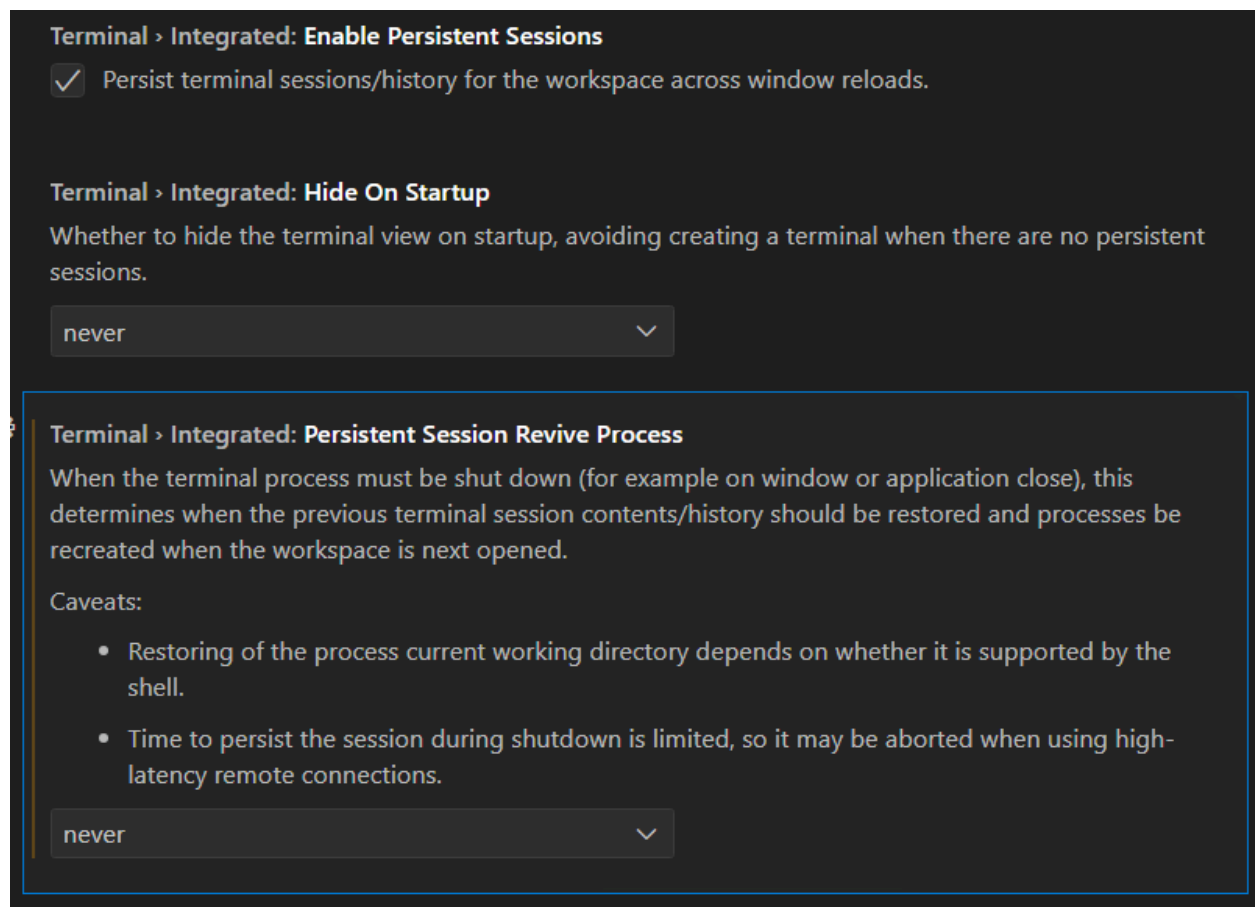 Terminal › Integrated: Enable Persistent Sessions
Persist terminal sessions/history for the workspace across window reloads.
Terminal › Integrated: Hide On Startup
Whether to hide the terminal view on startup, avoiding creating a terminal when there are no persistent
sessions.
never
Terminal › Integrated: Persistent Session Revive Process
When the terminal process must be shut down (for example on window or application close), this
determines when the previous terminal session contents/history should be restored and processes be
recreated when the workspace is next opened.
Caveats:
• Restoring of the process current working directory depends on whether it is supported by the
shell.
• Time to persist the session during shutdown is limited, so it may be aborted when using high-
latency remote connections.
never